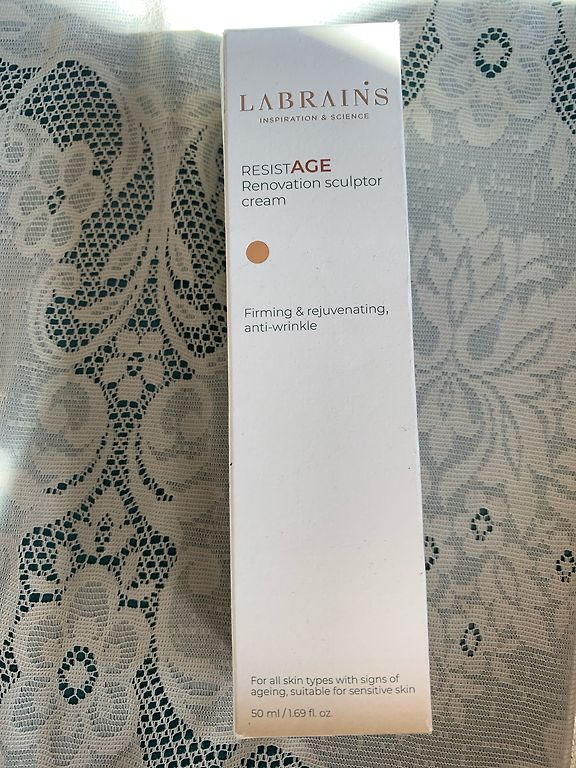 LABRAINS
INSPIRATION & SCIENCE
RESISTAGE
Renovation sculptor
cream
Firming & rejuvenating,
anti-wrinkle
For all skin types with signs of
ageing, suitable for sensitive skin
50 ml / 1.69 fl. oz.